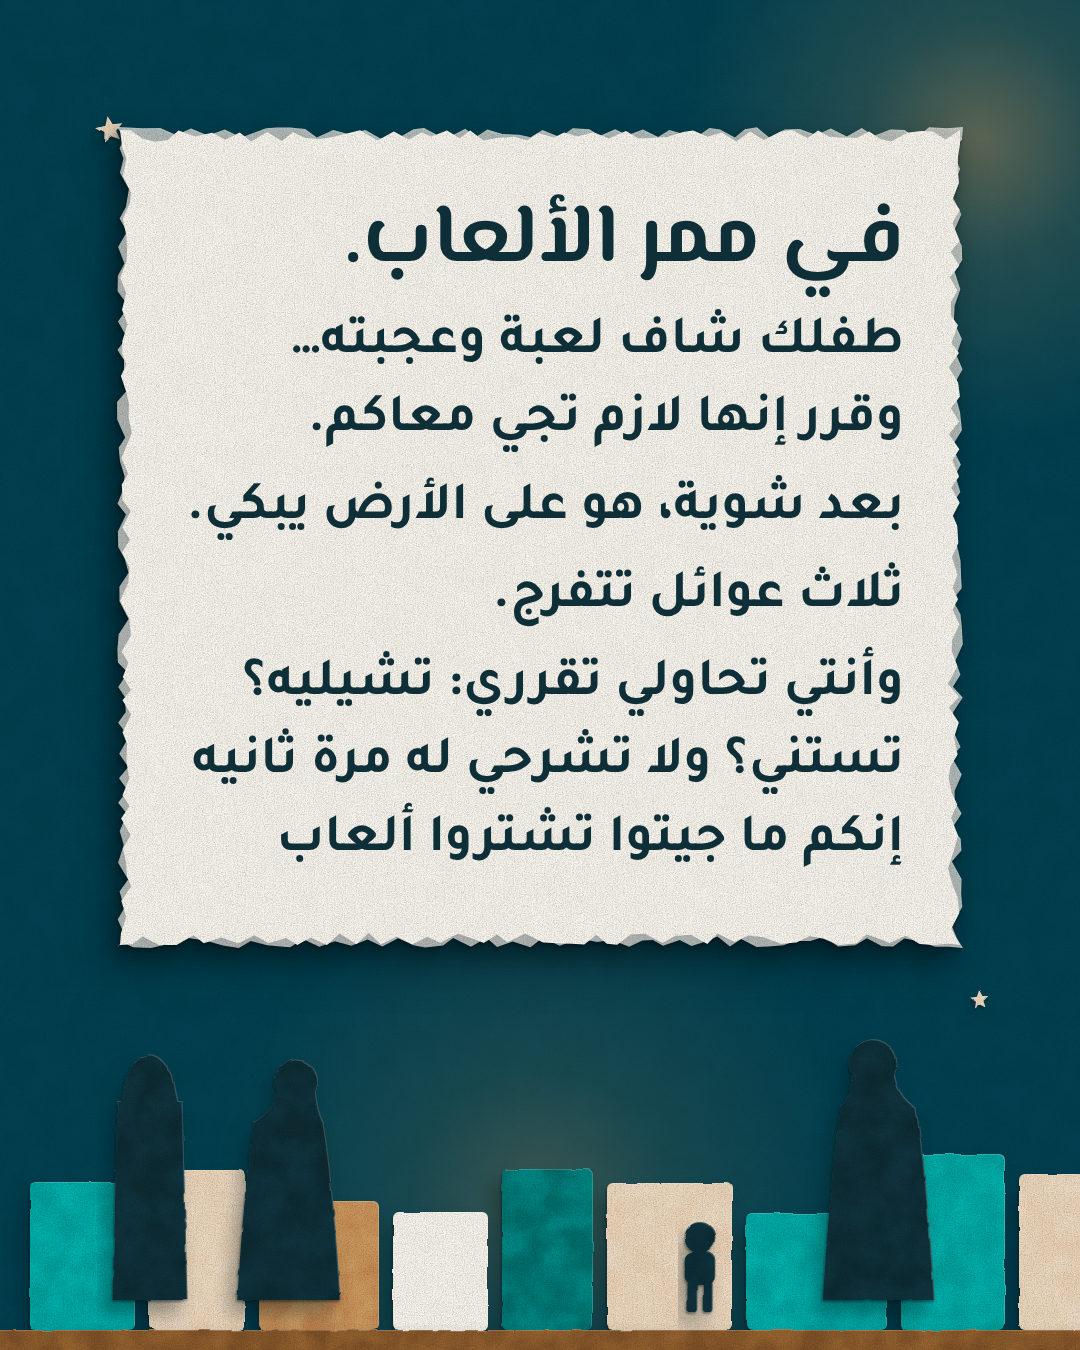 في ممر الألعاب.
طفلك شاف لعبة وعجبته...
وقرر إنها لازم تجي معاكم.
بعد شوية، هو على الأرض يبكي.
ثلاث عوائل تتفرج.
وأنتي تحاولي تقرري: تشيليه؟
تستني؟ ولا تشرحي له مرة ثانيه
إنكم ما جيتوا تشتروا ألعاب